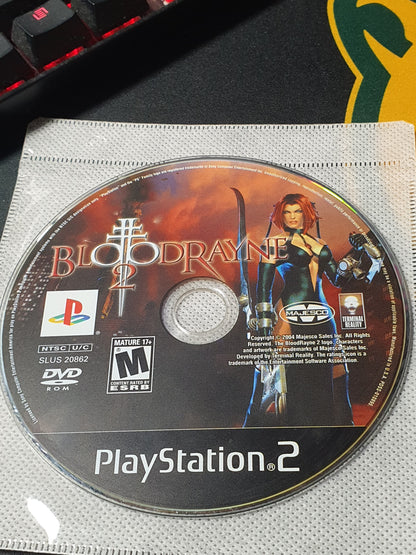 BLOODRAYNE
2
NTSC U/C
SLUS 20862
DVD
ROM
MATURE 17+
M
CONTENT RATED BY
ESRB
MAJESCO
TERMINAL
REALITY
Copyright © 2004 Majesco Sales Inc. All Rights
Reserved. The BloodRayne 2 logo, characters
and artwork are trademarks of Majesco Sales Inc
Developed by Terminal Reality. The ratings icon is a
trademark of the Entertainment Software Association.
PlayStation®2